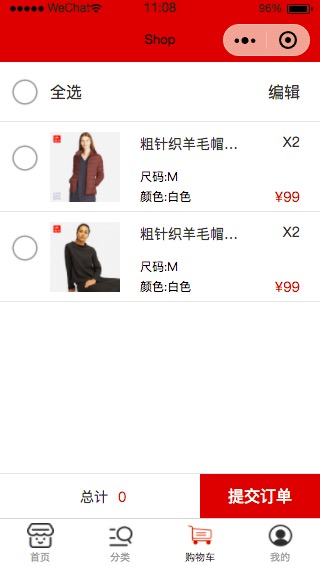 WeChat 11:08 96%
Shop
全选 编辑
粗针织羊毛帽... X2
尺码:M
颜色:白色 ¥99
粗针织羊毛帽... X2
尺码:M
颜色:白色 ¥99
总计 0 提交订单
首页 分类 购物车 我的